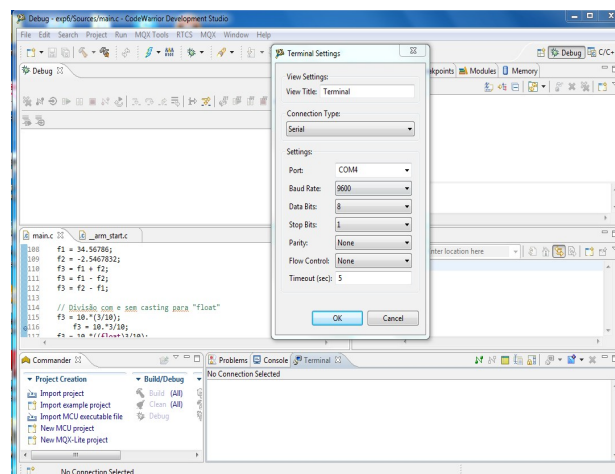 Debug - exp6/Sources/main.c - CodeWarrior Development Studio
File Edit Search Project Run MQX Tools RTCS MQX Window Help
Debug C/C+
Debug
Modules Memory
Terminal Settings
View Settings:
View Title: Terminal
Connection Type:
Serial
Settings:
Port: COM4
Baud Rate: 9600
Data Bits: 8
Stop Bits: 1
Parity: None
Flow Control: None
Timeout (sec): 5
OK Cancel
main.c __arm_start.c
108 f1 = 34.56786;
109 f2 = -2.5467832;
110 f3 = f1 + f2;
111 f3 = f1 - f2;
112 f3 = f2 - f1;
113
114 // Divisão com e sem casting para "float"
115 f3 = 10.*(3/10);
116 f3 = 10.*3/10;
117 f3 = 10.*((float)3/10);
location here
Commander
Project Creation
Import project
Import example project
Import MCU executable file
New MCU project
New MQX-Lite project
Build/Debug
Build (All)
Clean (All)
Debug
Problems Console Terminal
No Connection Selected
No Connection Selected